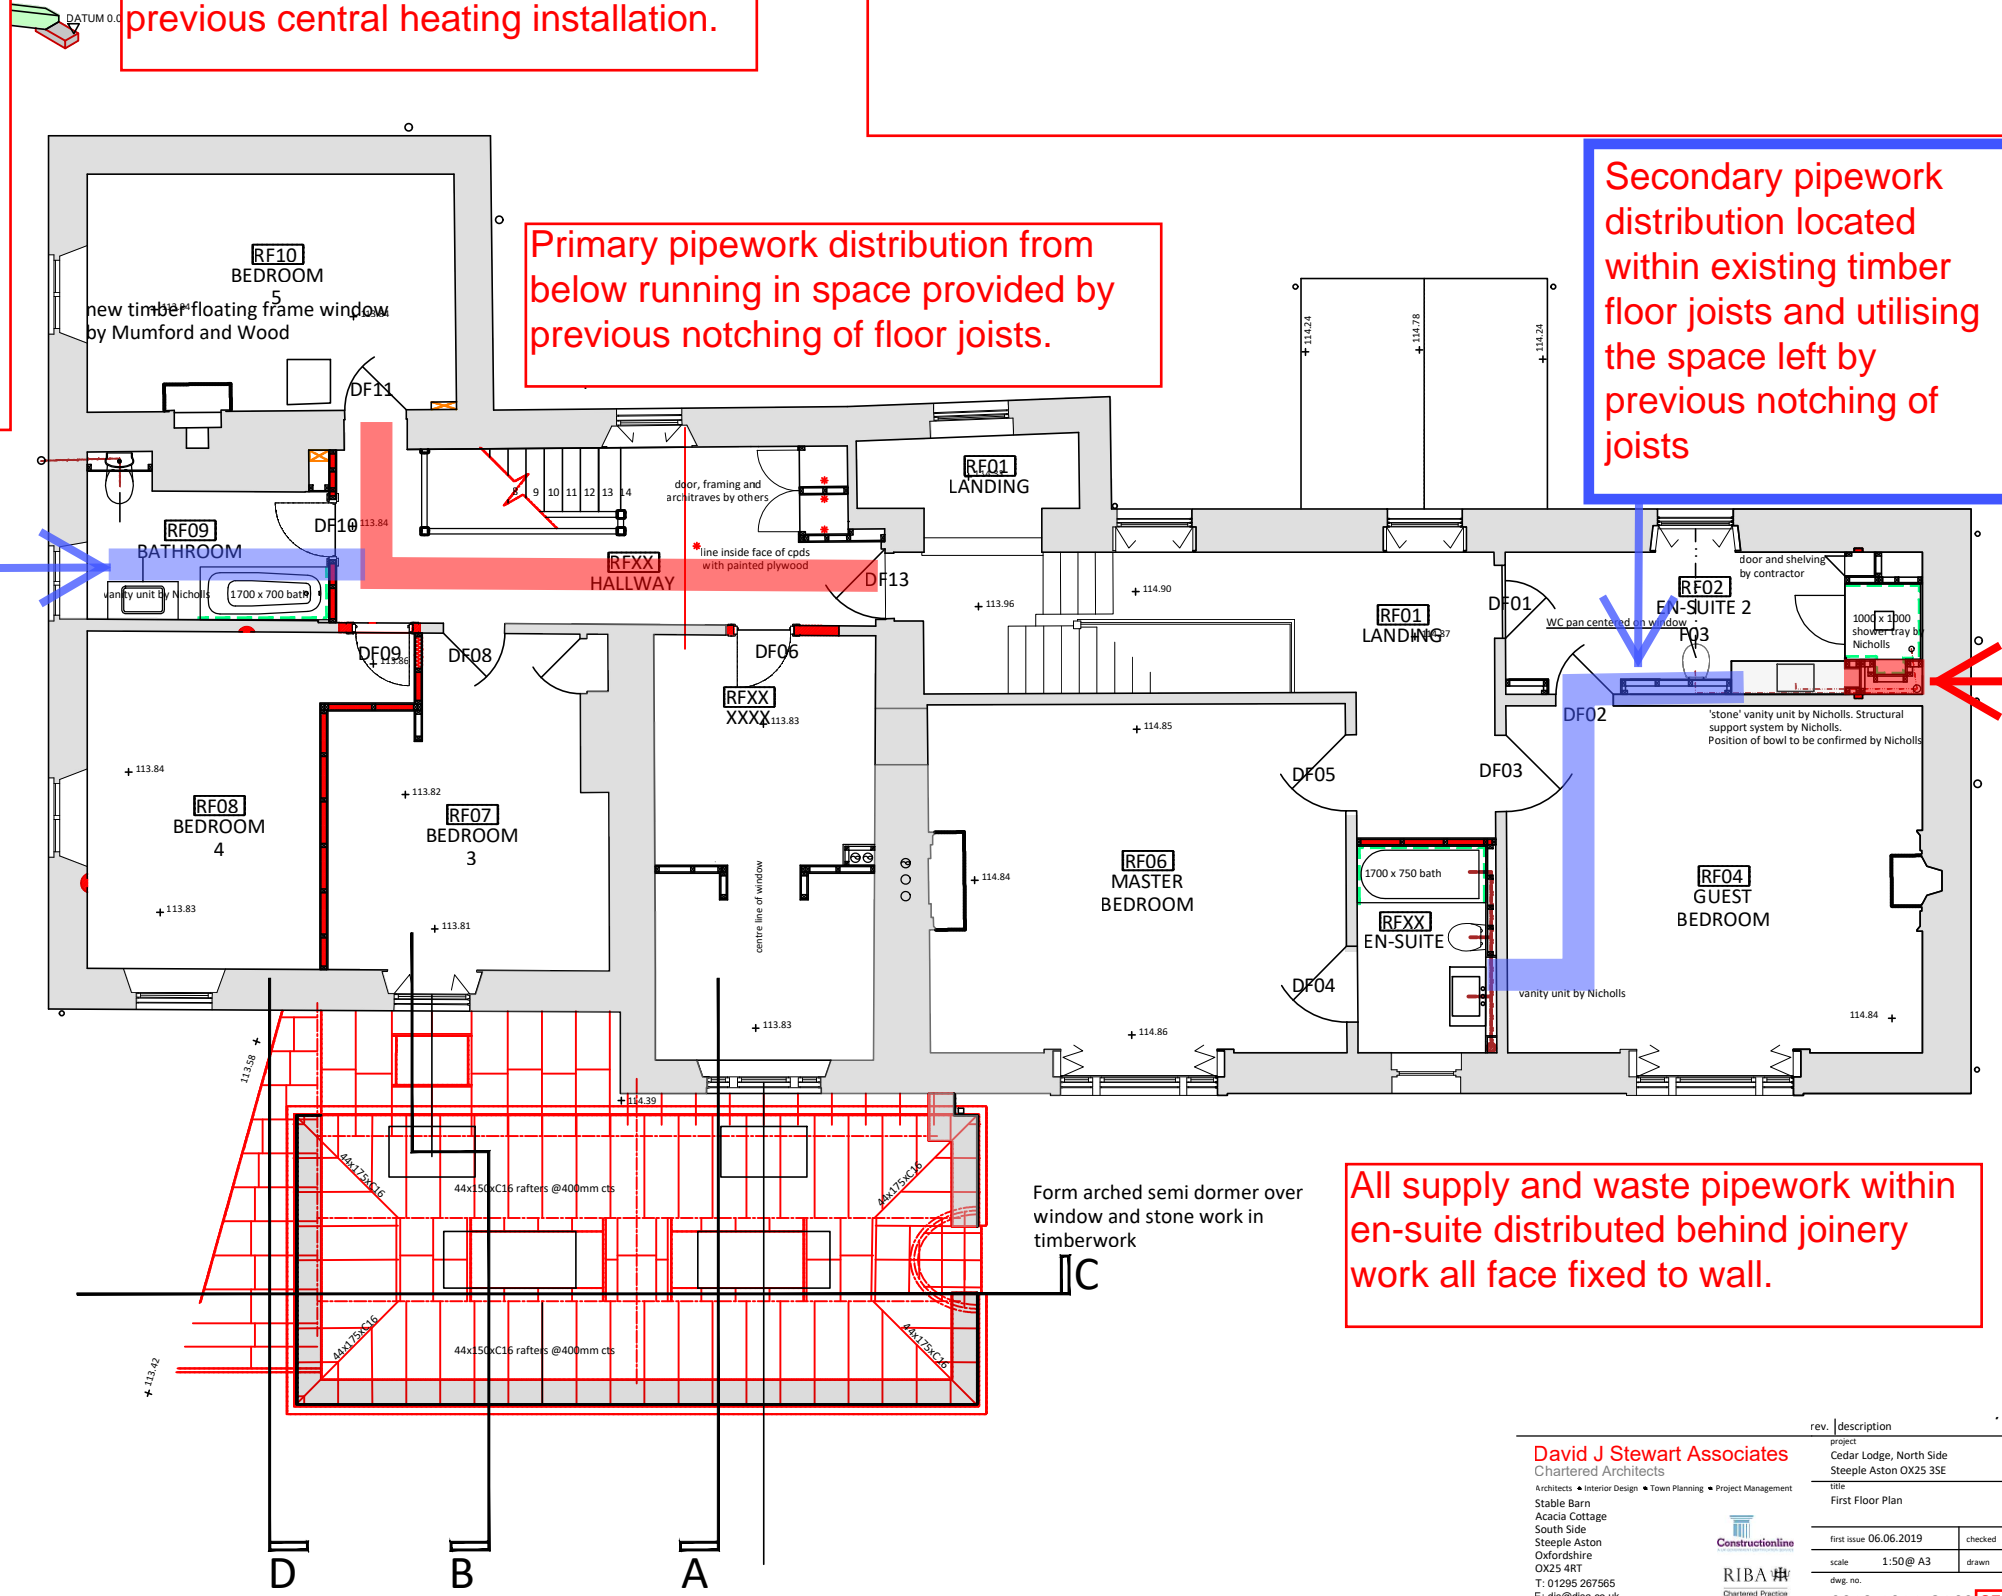 DATUM 0.0
previous central heating installation.
Secondary pipework
distribution located
within existing timber
floor joists and utilising
the space left by
previous notching of
joists
Primary pipework distribution from
below running in space provided by
previous notching of floor joists.
RF10
BEDROOM
5
new timber floating frame window
by Mumford and Wood
113.84
113.84
DF11
114.24
114.78
114.24
RF01
LANDING
door, framing and
architraves by others
8 9 10 11 12 13 14
RF09
BATHROOM
DF10
113.84
vanity unit by Nicholls
1700 x 700 bath
line inside face of cpds
with painted plywood
RFXX
HALLWAY
DF13
113.96
114.90
RF01
LANDING
114.87
DF01
door and shelving
by contractor
RF02
EN-SUITE 2
WC pan centered on window
F03
1000 x 1000
shower tray by
Nicholls
DF09
113.86
DF08
DF06
RFXX
XXXX
113.83
DF02
'stone' vanity unit by Nicholls. Structural
support system by Nicholls.
Position of bowl to be confirmed by Nicholls
114.85
DF05
DF03
113.84
113.82
RF08
BEDROOM
4
RF07
BEDROOM
3
113.83
113.81
centre line of window
114.84
RF06
MASTER
BEDROOM
1700 x 750 bath
RFXX
EN-SUITE
RF04
GUEST
BEDROOM
DF04
vanity unit by Nicholls
113.83
114.86
114.84
113.58
114.39
44x175xC16
44x150xC16 rafters @400mm cts
44x175xC16
Form arched semi dormer over
window and stone work in
timberwork
C
All supply and waste pipework within
en-suite distributed behind joinery
work all face fixed to wall.
44x175xC16
44x150xC16 rafters @400mm cts
44x175xC16
113.42
D
B
A
rev. description
David J Stewart Associates
Chartered Architects
Architects • Interior Design • Town Planning • Project Management
Stable Barn
Acacia Cottage
South Side
Steeple Aston
Oxfordshire
OX25 4RT
T: 01295 267565
Constructionline
RIBA
Chartered Practice
project
Cedar Lodge, North Side
Steeple Aston OX25 3SE
title
First Floor Plan
first issue 06.06.2019
checked
scale 1:50@ A3
drawn
dwg. no.